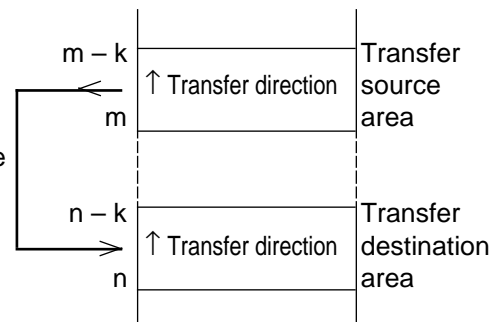 m – k
↑ Transfer direction
m
Transfer
source
area
e
n – k
↑ Transfer direction
n
Transfer
destination
area